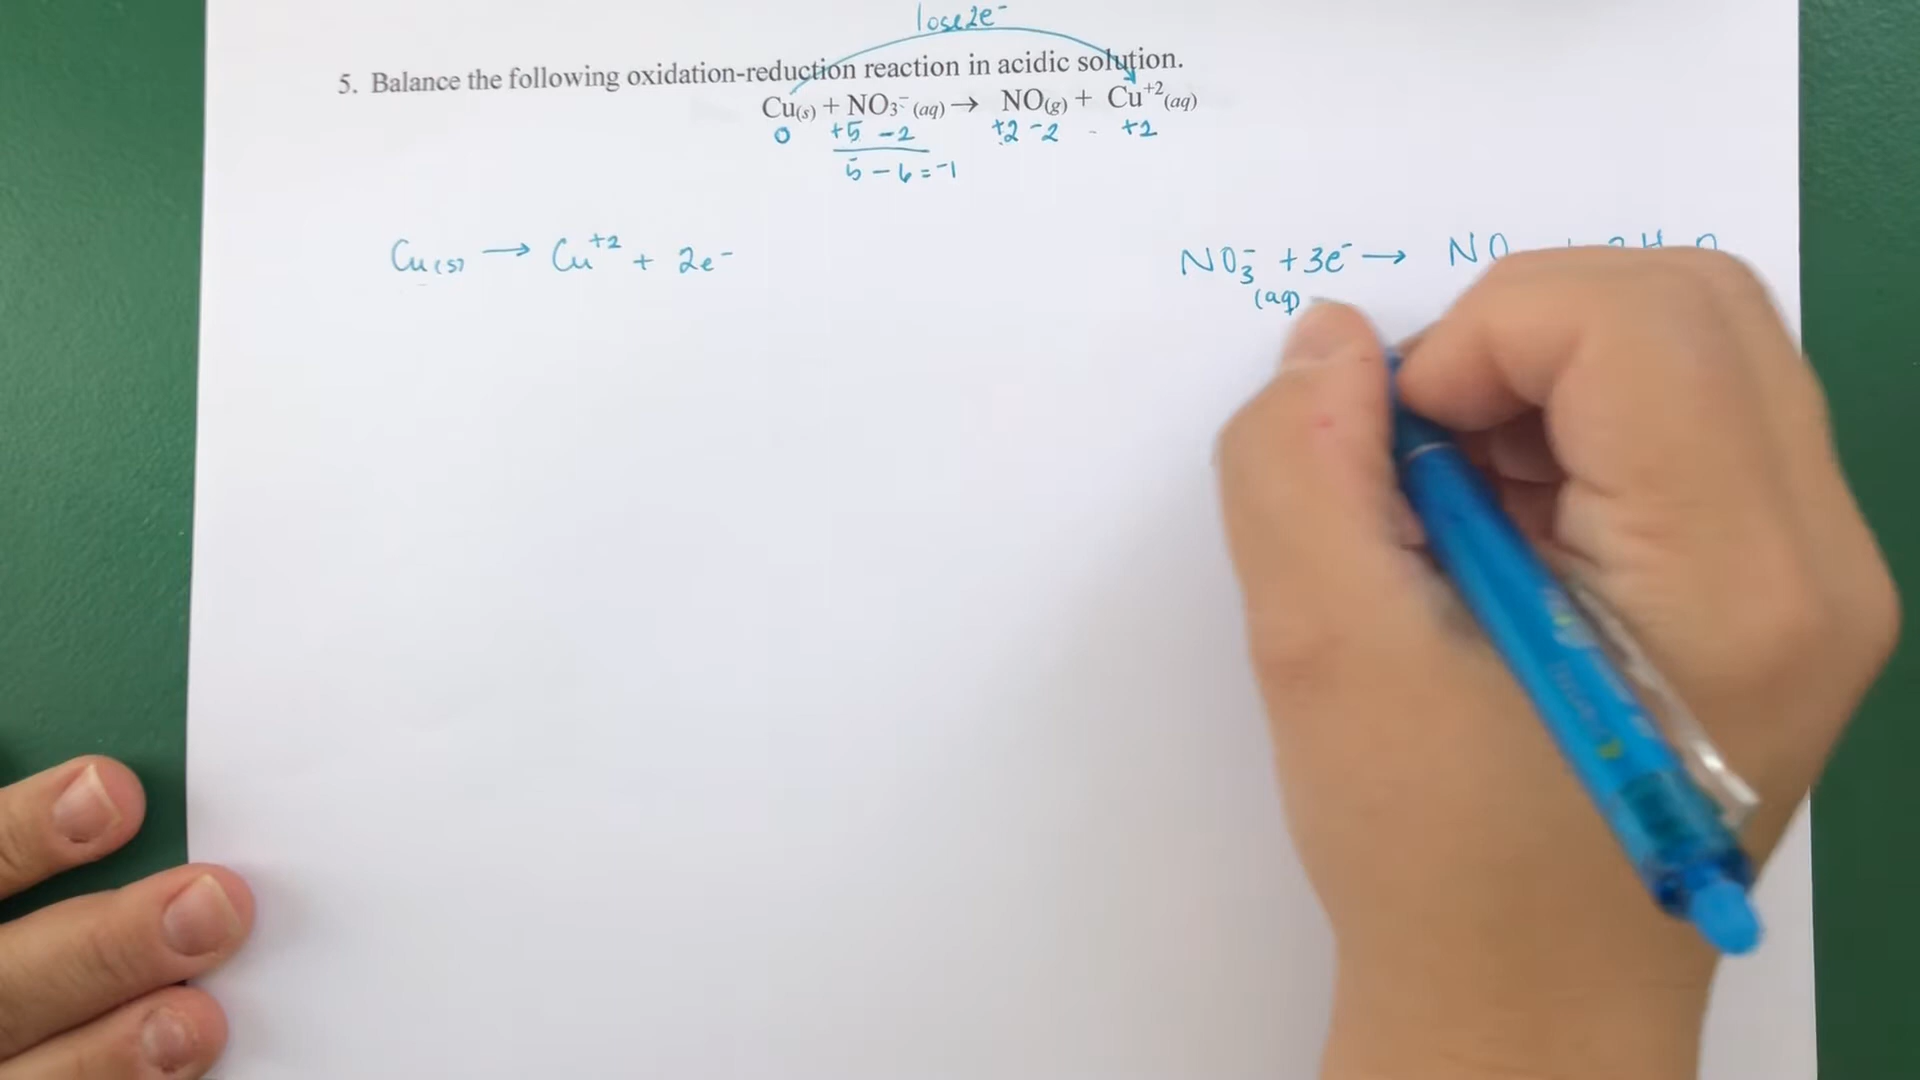 lose 2e⁻
5. Balance the following oxidation-reduction reaction in acidic solution.
Cu(s) + NO₃⁻ (aq) → NO(g) + Cu⁺²(aq)
0 +5 -2 +2 -2 +2
5 - 6 = -1
Cu(s) → Cu⁺² + 2e⁻
NO₃⁻ + 3e⁻ → NO
(aq)